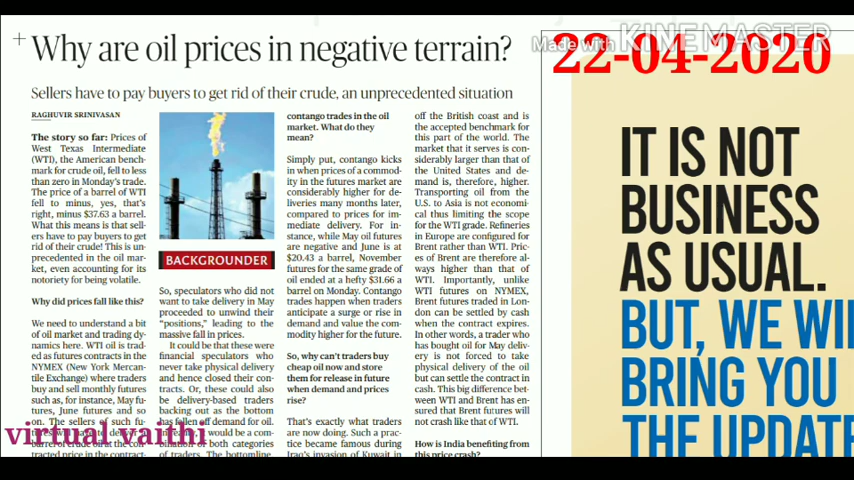 Why are oil prices in negative terrain?
Sellers have to pay buyers to get rid of their crude, an unprecedented situation
RAGHUVIR SRINIVASAN
The story so far: Prices of
West Texas Intermediate
(WTI), the American bench-
mark for crude oil, fell to less
than zero in Monday's trade.
The price of a barrel of WTI
fell to minus, yes, that's
right, minus $37.63 a barrel.
What this means is that sell-
ers have to pay buyers to get
rid of their crude! This is un-
precedented in the oil mar-
ket, even accounting for its
notoriety for being volatile.
Why did prices fall like this?
We need to understand a bit
of oil market and trading dy-
namics here. WTI oil is trad-
ed as futures contracts in the
NYMEX (New York Mercan-
tile Exchange) where traders
buy and sell monthly futures
such as, for instance, May fu-
tures, June futures and so
on. The sellers of such fu-
tures
barrel of crude oil at the con-
tracted price in the contract-
BACKGROUNDER
So, speculators who did not
want to take delivery in May
proceeded to unwind their
"positions," leading to the
massive fall in prices.
It could be that these were
financial speculators who
never take physical delivery
and hence closed their con-
tracts. Or, these could also
be delivery-based traders
backing out as the bottom
has fallen off demand for oil.
would be a com-
of both categories
of traders. The bottomline,
contango trades in the oil
market. What do they
mean?
Simply put, contango kicks
in when prices of a commod-
ity in the futures market are
considerably higher for de-
liveries many months later,
compared to prices for im-
mediate delivery. For in-
stance, while May oil futures
are negative and June is at
$20.43 a barrel, November
futures for the same grade of
oil ended at a hefty $31.66 a
barrel on Monday. Contango
trades happen when traders
anticipate a surge or rise in
demand and value the com-
modity higher for the future.
So, why can't traders buy
cheap oil now and store
them for release in future
when demand and prices
rise?
That's exactly what traders
are now doing. Such a prac-
tice became famous during
Iraq's invasion of Kuwait in
off the British coast and is
the accepted benchmark for
this part of the world. The
market that it serves is con-
siderably larger than that of
the United States and de-
mand is, therefore, higher.
Transporting oil from the
U.S. to Asia is not economi-
cal thus limiting the scope
for the WTI grade. Refineries
in Europe are configured for
Brent rather than WTI. Pric-
es of Brent are therefore al-
ways higher than that of
WTI. Importantly, unlike
WTI futures on NYMEX,
Brent futures traded in Lon-
don can be settled by cash
when the contract expires.
In other words, a trader who
has bought oil for May deliv-
ery is not forced to take
physical delivery of the oil
but can settle the contract in
cash. This big difference bet-
ween WTI and Brent has en-
sured that Brent futures will
not crash like that of WTI.
How is India benefiting from
this price crash?
Made with KINEMASTER
22-04-2020
IT IS NOT
BUSINESS
AS USUAL.
BUT, WE WI
BRING YOU
THE UPDATE
virtual vaithi